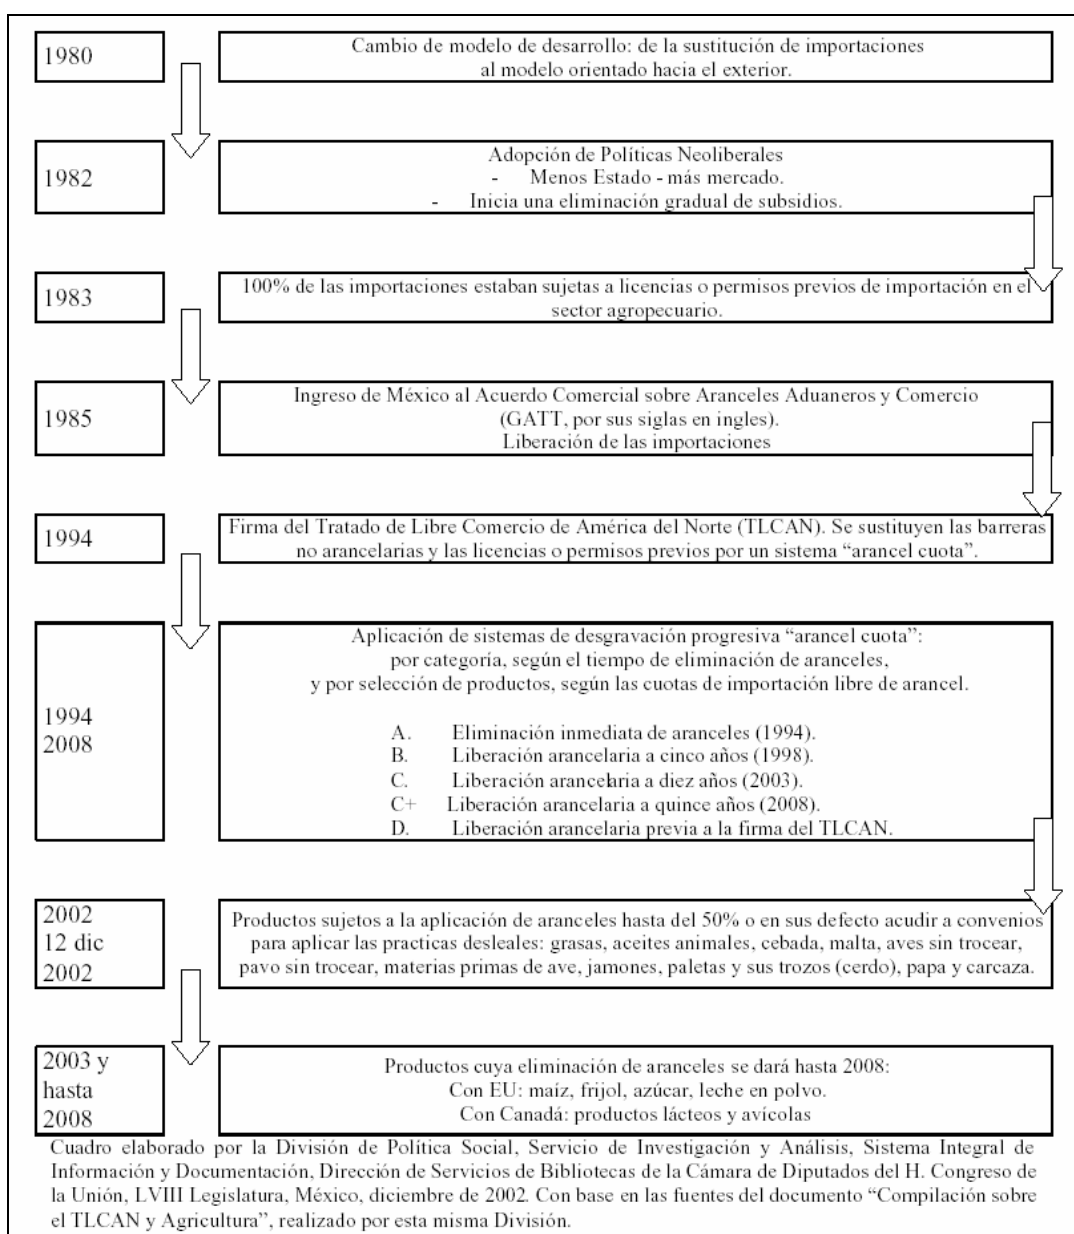 1980
Cambio de modelo de desarrollo: de la sustitución de importaciones
al modelo orientado hacia el exterior.
1982
Adopción de Políticas Neoliberales
- Menos Estado - más mercado.
- Inicia una eliminación gradual de subsidios.
1983
100% de las importaciones estaban sujetas a licencias o permisos previos de importación en el
sector agropecuario.
1985
Ingreso de México al Acuerdo Comercial sobre Aranceles Aduaneros y Comercio
(GATT, por sus siglas en ingles).
Liberación de las importaciones
1994
Firma del Tratado de Libre Comercio de América del Norte (TLCAN). Se sustituyen las barreras
no arancelarias y las licencias o permisos previos por un sistema “arancel cuota”.
1994
2008
Aplicación de sistemas de desgravación progresiva “arancel cuota”:
por categoría, según el tiempo de eliminación de aranceles,
y por selección de productos, según las cuotas de importación libre de arancel.
A. Eliminación inmediata de aranceles (1994).
B. Liberación arancelaria a cinco años (1998).
C. Liberación arancelaria a diez años (2003).
C+ Liberación arancelaria a quince años (2008).
D. Liberación arancelaria previa a la firma del TLCAN.
2002
12 dic
2002
Productos sujetos a la aplicación de aranceles hasta del 50% o en sus defecto acudir a convenios
para aplicar las practicas desleales: grasas, aceites animales, cebada, malta, aves sin trocear,
pavo sin trocear, materias primas de ave, jamones, paletas y sus trozos (cerdo), papa y carcaza.
2003 y
hasta
2008
Productos cuya eliminación de aranceles se dará hasta 2008:
Con EU: maíz, frijol, azúcar, leche en polvo.
Con Canadá: productos lácteos y avícolas
Cuadro elaborado por la División de Política Social, Servicio de Investigación y Análisis, Sistema Integral de
Información y Documentación, Dirección de Servicios de Bibliotecas de la Cámara de Diputados del H. Congreso de
la Unión, LVIII Legislatura, México, diciembre de 2002. Con base en las fuentes del documento “Compilación sobre
el TLCAN y Agricultura”, realizado por esta misma División.